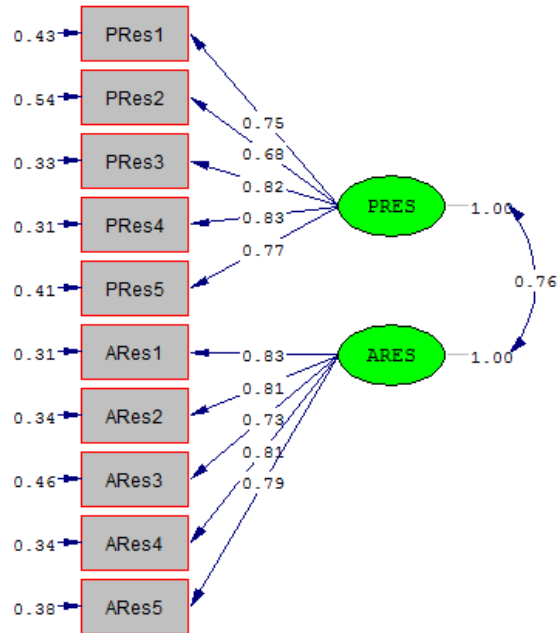 0.43 PRes1
0.54 PRes2
0.33 PRes3
0.31 PRes4
0.41 PRes5
0.31 ARes1
0.34 ARes2
0.46 ARes3
0.34 ARes4
0.38 ARes5
0.75
0.68
0.82
0.83
0.77
0.83
0.81
0.73
0.81
0.79
PRES 1.00
0.76
ARES 1.00